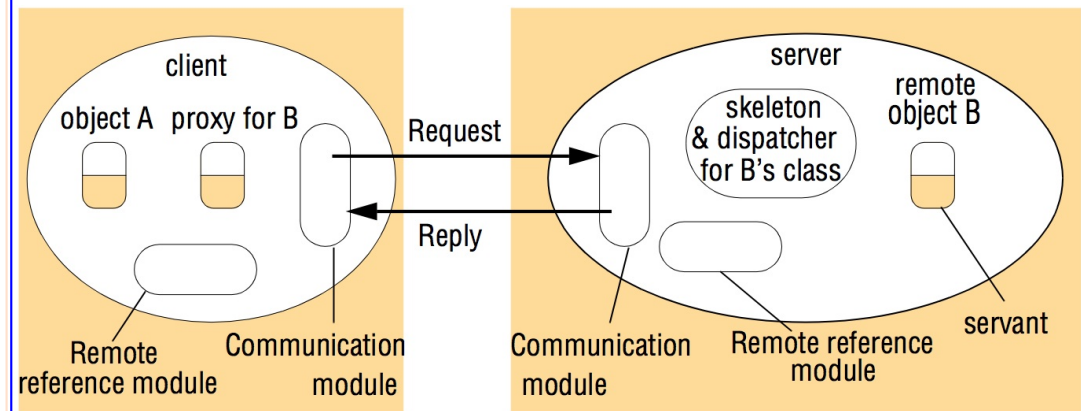 client
object A
proxy for B
Remote
reference module
Communication
module
Request
Reply
server
skeleton
& dispatcher
for B's class
remote
object B
Communication
module
Remote reference
module
servant